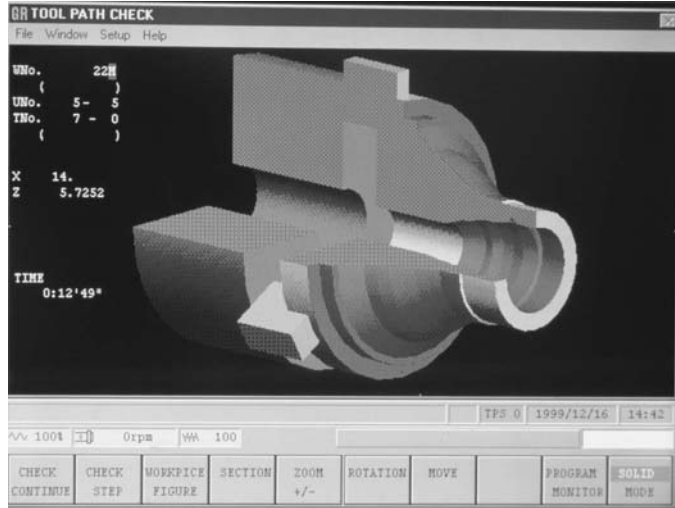 GR TOOL PATH CHECK
File Window Setup Help
WNo. 22M
( )
UNo. 5- 5
TNo. 7 - 0
( )
X 14.
Z 5.7252
TIME
0:12'49"
TPS 0 1999/12/16 14:42
100% 0rpm 100
CHECK CONTINUE
CHECK STEP
WORKPICE FIGURE
SECTION
ZOOM +/-
ROTATION
MOVE
PROGRAM MONITOR
SOLID MODE